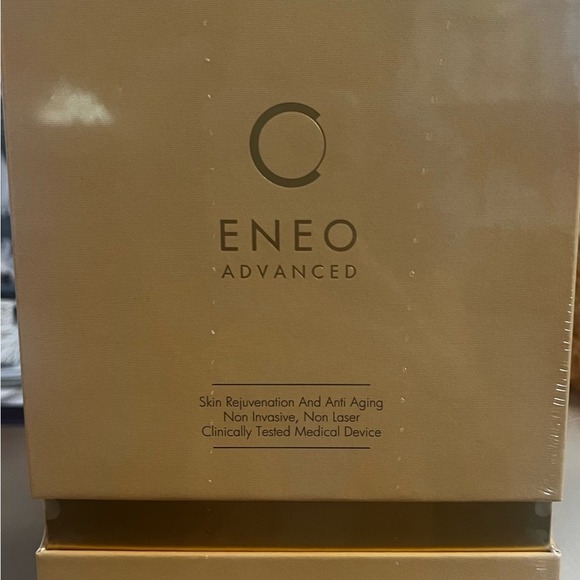 ENEO
ADVANCED
Skin Rejuvenation And Anti Aging
Non Invasive, Non Laser
Clinically Tested Medical Device